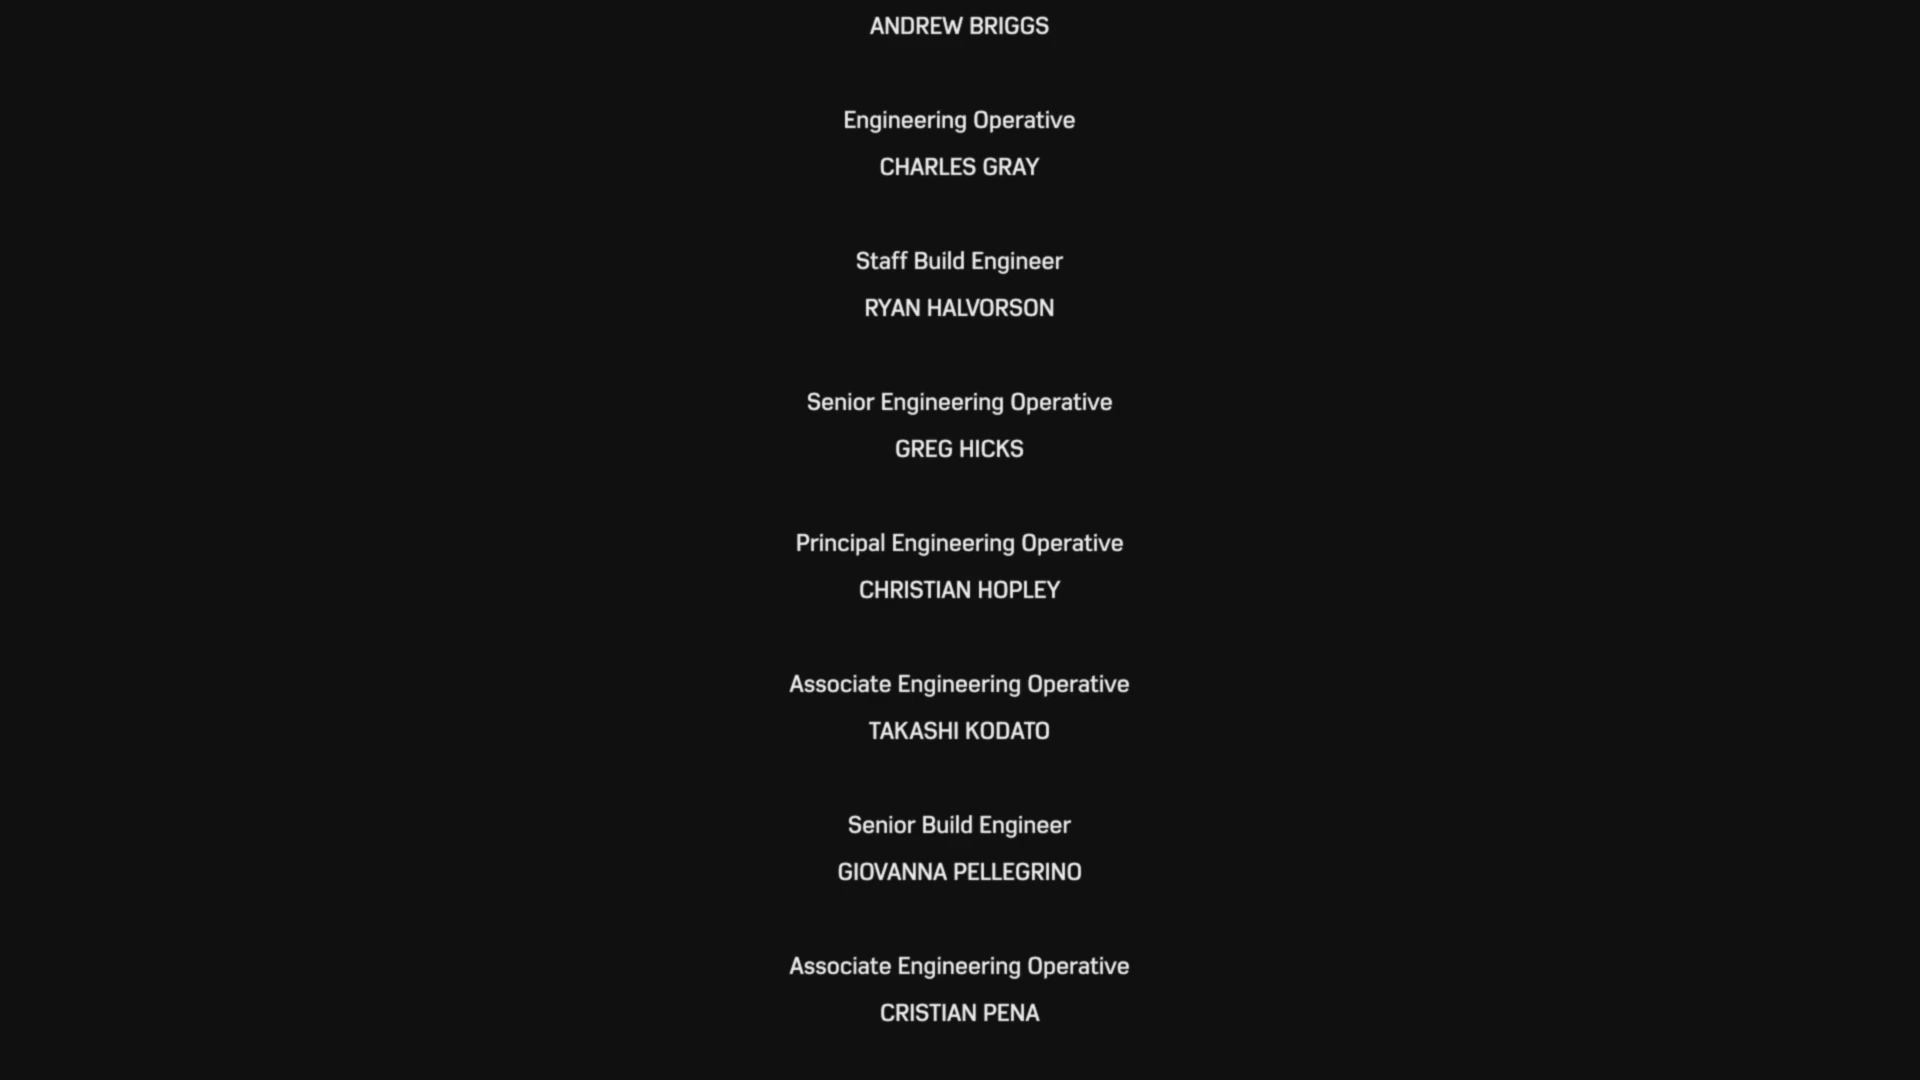 ANDREW BRIGGS
Engineering Operative
CHARLES GRAY
Staff Build Engineer
RYAN HALVORSON
Senior Engineering Operative
GREG HICKS
Principal Engineering Operative
CHRISTIAN HOPLEY
Associate Engineering Operative
TAKASHI KODATO
Senior Build Engineer
GIOVANNA PELLEGRINO
Associate Engineering Operative
CRISTIAN PENA